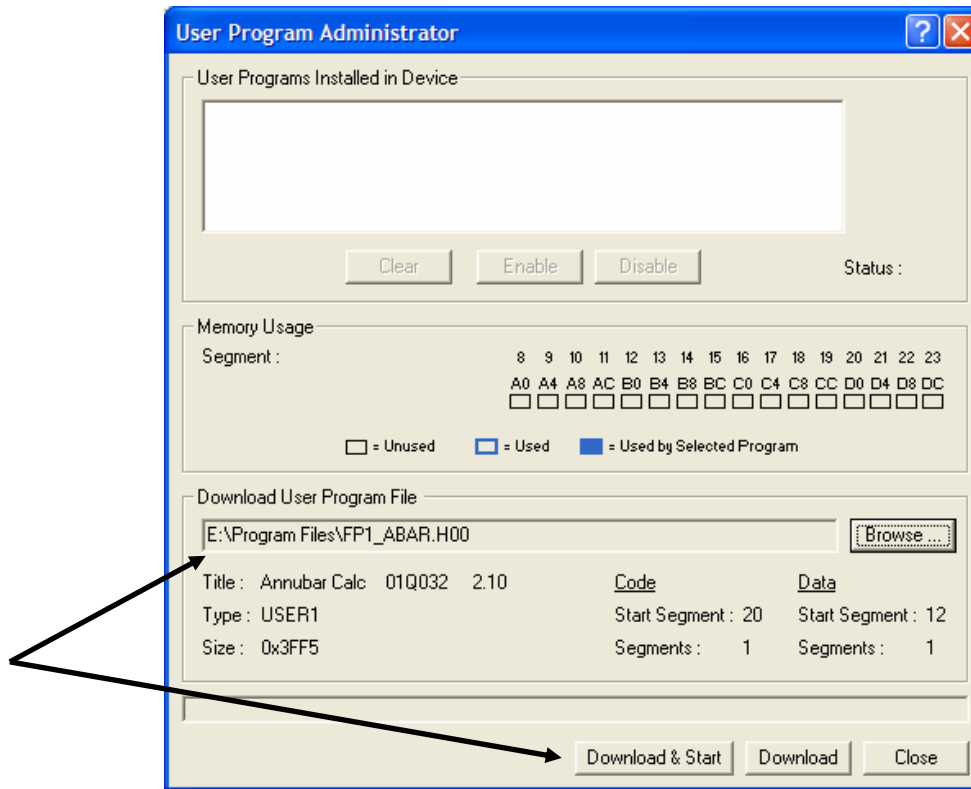 User Program Administrator
User Programs Installed in Device
Clear Enable Disable Status :
Memory Usage
Segment : 8 9 10 11 12 13 14 15 16 17 18 19 20 21 22 23
A0 A4 A8 AC B0 B4 B8 BC C0 C4 C8 CC D0 D4 D8 DC
= Unused = Used = Used by Selected Program
Download User Program File
E:\Program Files\FP1_ABAR.H00 Browse ...
Title : Annubar Calc 01Q032 2.10 Code Data
Type : USER1 Start Segment : 20 Start Segment : 12
Size : 0x3FF5 Segments : 1 Segments : 1
Download & Start Download Close